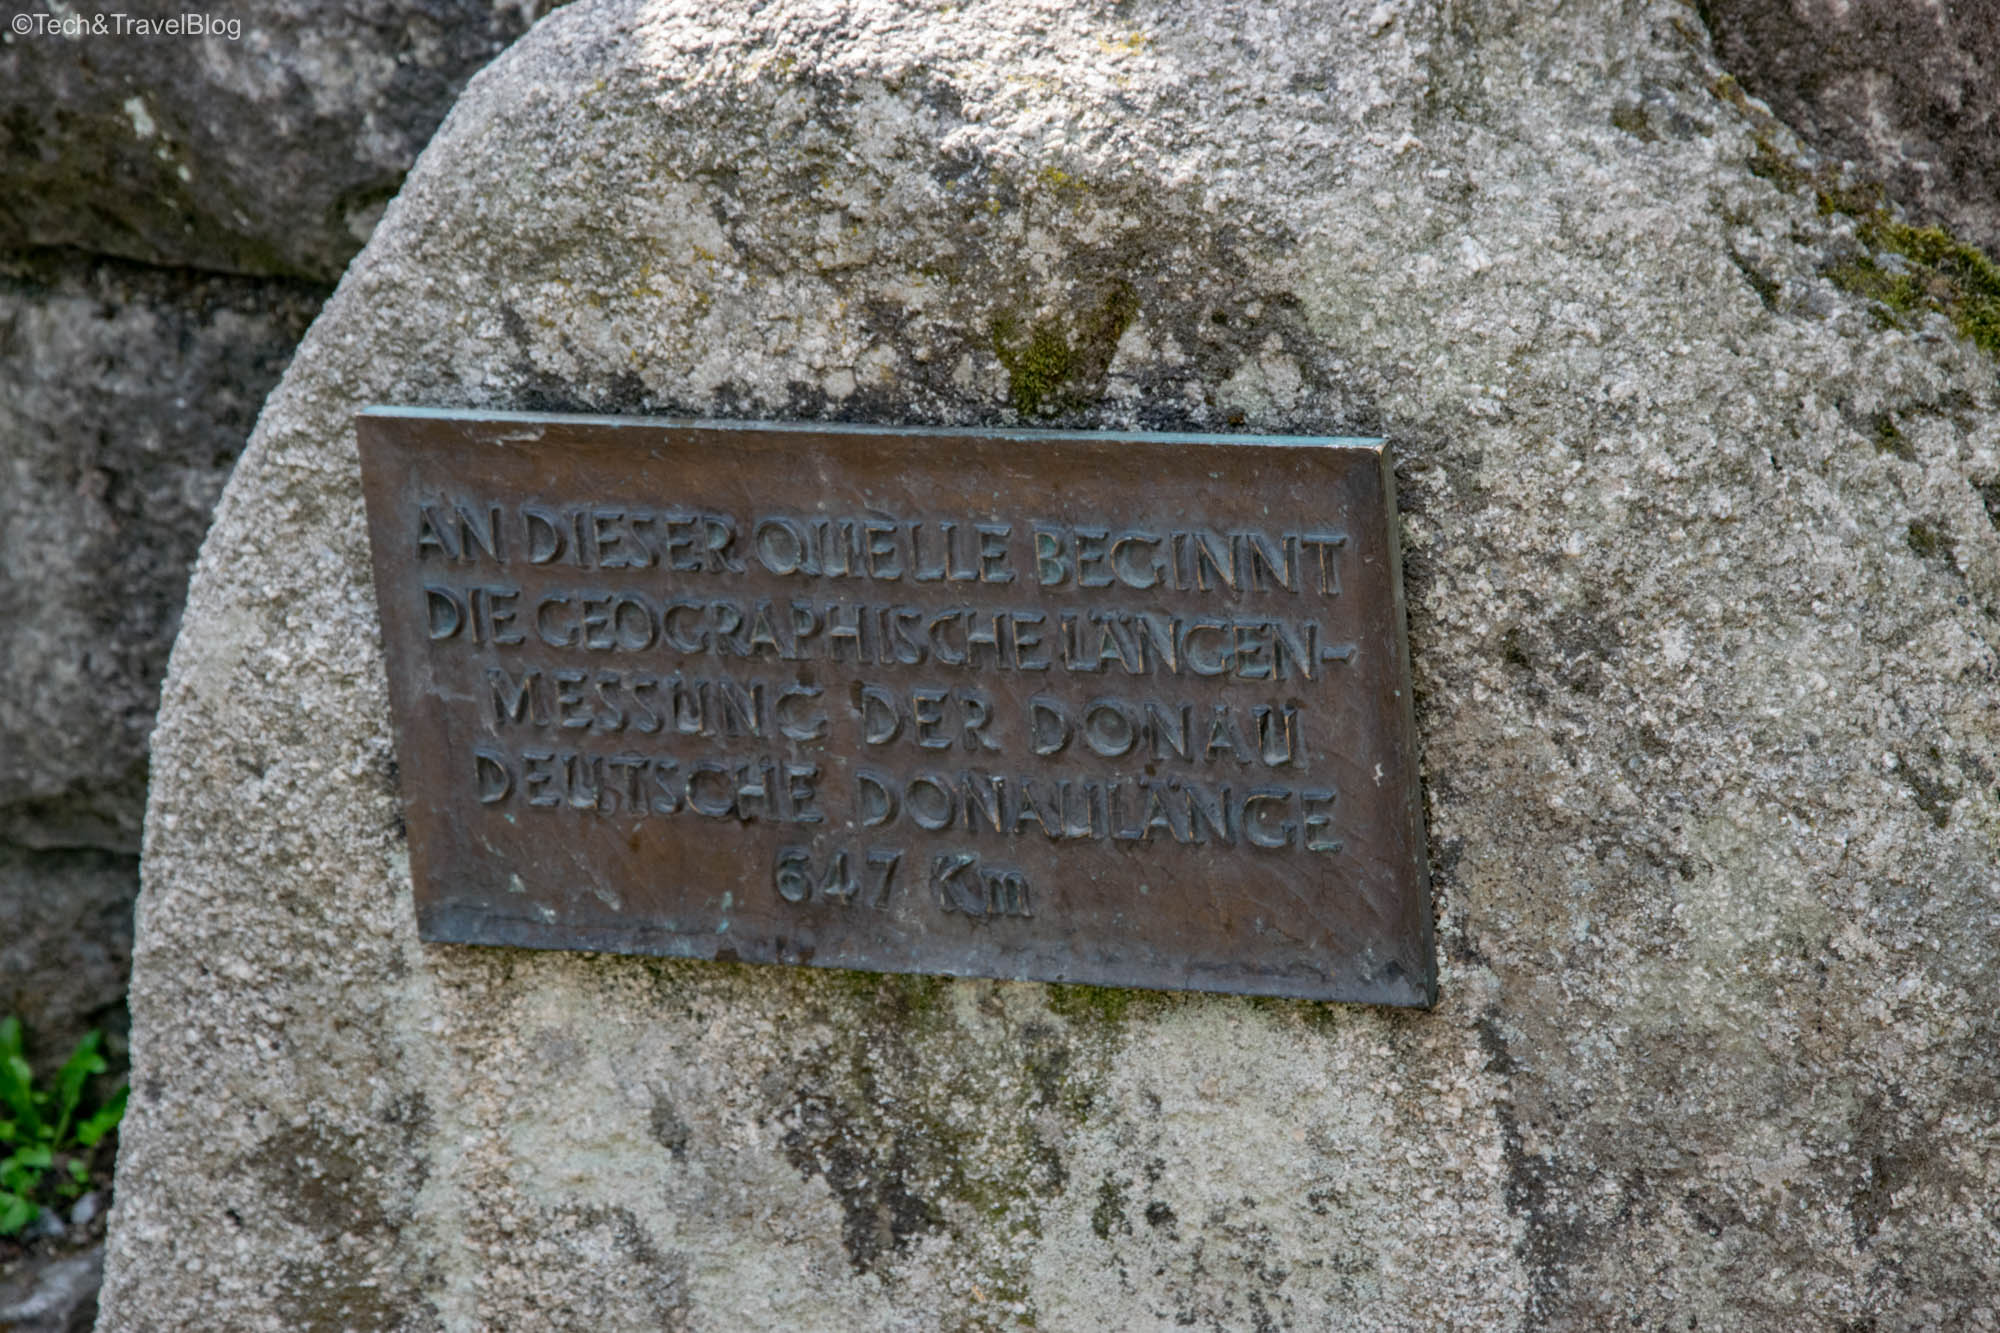 ©Tech&TravelBlog
AN DIESER QUELLE BEGINNT
DIE GEOGRAPHISCHE LÄNGEN-
MESSUNG DER DONAU
DEUTSCHE DONAULÄNGE
647 Km